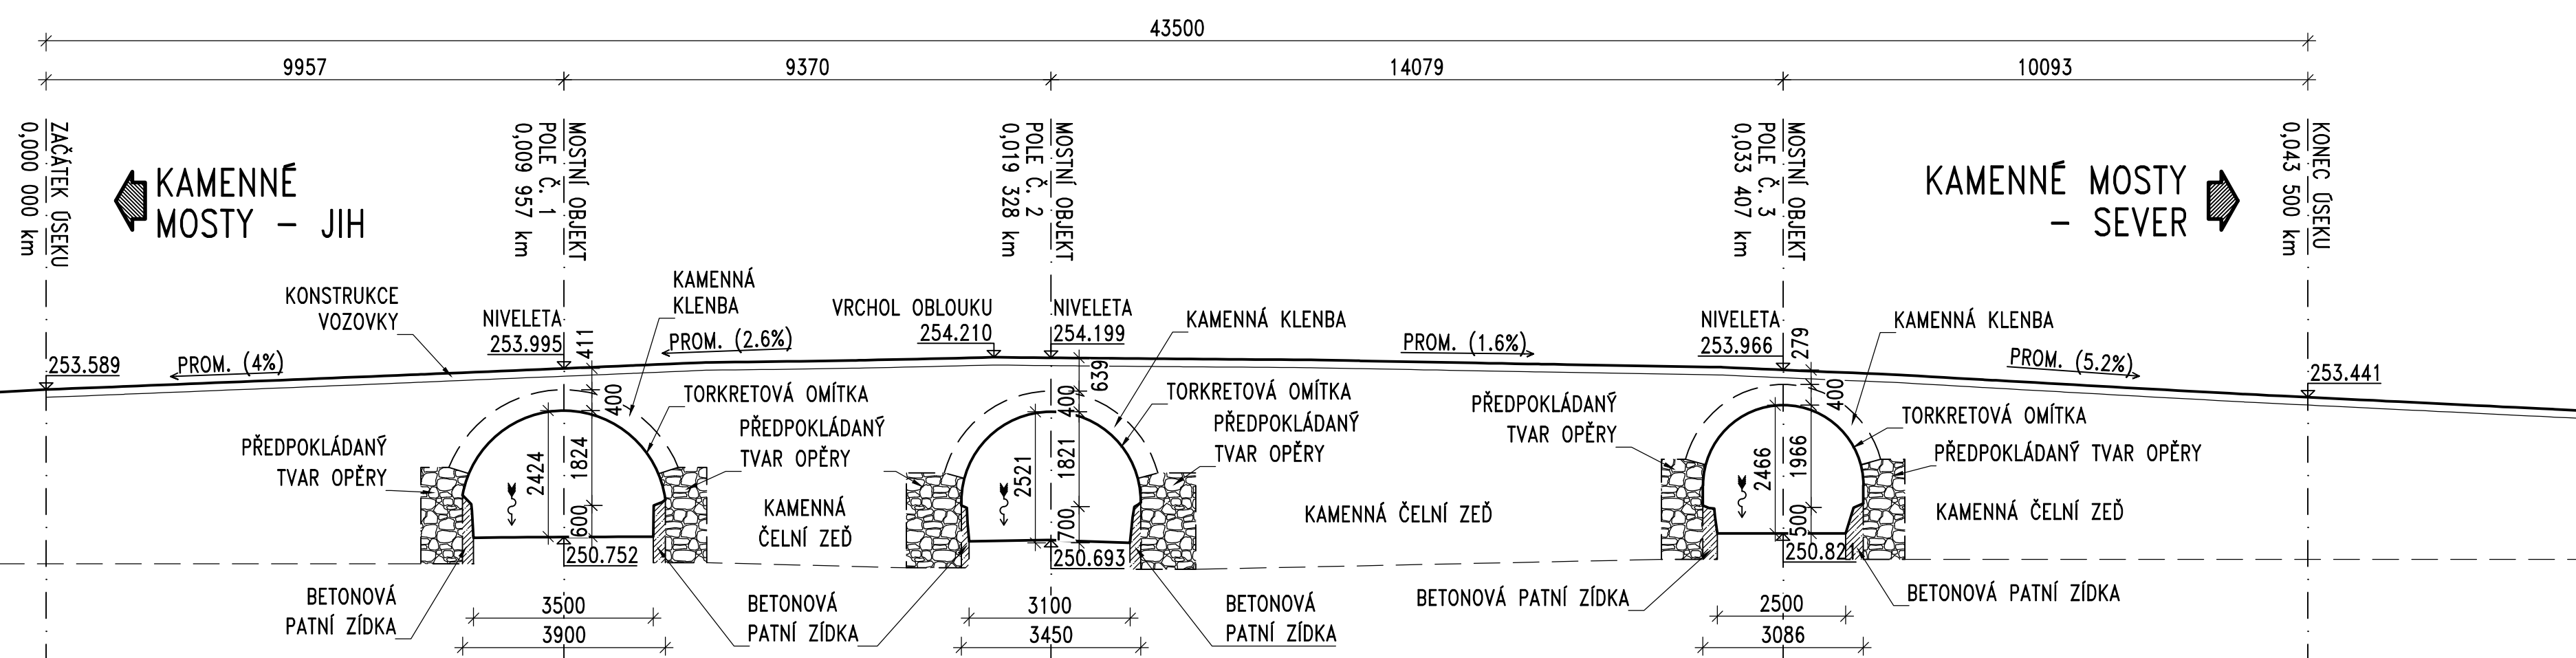 43500
9957
9370
14079
10093
ZAČÁTEK ÚSEKU
0,000 000 km
MOSTNÍ OBJEKT
POLE Č. 1
0,009 957 km
MOSTNÍ OBJEKT
POLE Č. 2
0,019 328 km
MOSTNÍ OBJEKT
POLE Č. 3
0,033 407 km
KONEC ÚSEKU
0,043 500 km
KAMENNÉ
MOSTY – JIH
KAMENNÉ MOSTY
– SEVER
KONSTRUKCE
VOZOVKY
NIVELETA
253.995
411
KAMENNÁ
KLENBA
PROM. (2.6%)
VRCHOL OBLOUKU
254.210
NIVELETA
254.199
639
KAMENNÁ KLENBA
PROM. (1.6%)
NIVELETA
253.966
279
KAMENNÁ KLENBA
PROM. (5.2%)
253.589
PROM. (4%)
253.441
400
TORKRETOVÁ OMÍTKA
400
TORKRETOVÁ OMÍTKA
400
TORKRETOVÁ OMÍTKA
PŘEDPOKLÁDANÝ
TVAR OPĚRY
2424
1824
600
PŘEDPOKLÁDANÝ
TVAR OPĚRY
2521
1821
700
PŘEDPOKLÁDANÝ
TVAR OPĚRY
PŘEDPOKLÁDANÝ
TVAR OPĚRY
2466
1966
500
PŘEDPOKLÁDANÝ TVAR OPĚRY
KAMENNÁ
ČELNÍ ZEĎ
KAMENNÁ ČELNÍ ZEĎ
KAMENNÁ ČELNÍ ZEĎ
250.752
250.693
250.821
BETONOVÁ
PATNÍ ZÍDKA
3500
3900
BETONOVÁ
PATNÍ ZÍDKA
3100
3450
BETONOVÁ
PATNÍ ZÍDKA
BETONOVÁ PATNÍ ZÍDKA
2500
3086
BETONOVÁ PATNÍ ZÍDKA